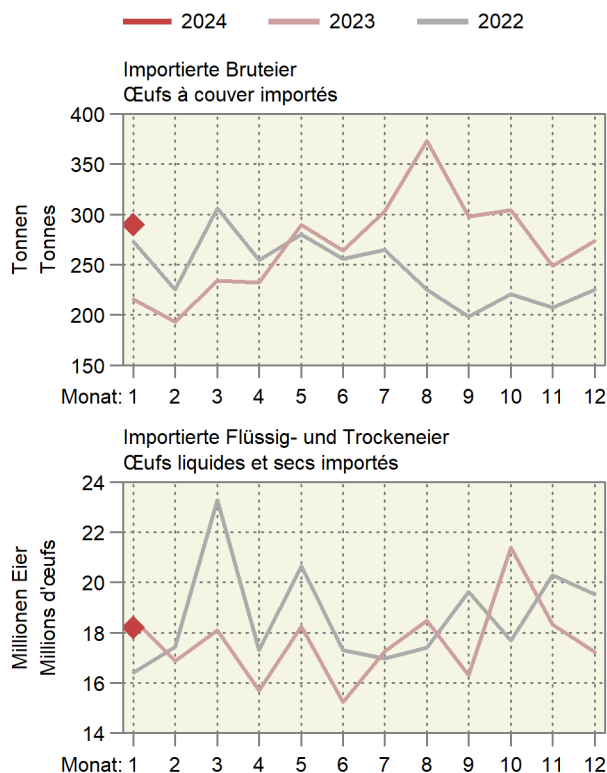 2024 2023 2022
Importierte Bruteier
Œufs à couver importés
400
350
300
250
200
150
Tonnen
Tonnes
Monat: 1 2 3 4 5 6 7 8 9 10 11 12
Importierte Flüssig- und Trockeneier
Œufs liquides et secs importés
24
22
20
18
16
14
Millionen Eier
Millions d'œufs
Monat: 1 2 3 4 5 6 7 8 9 10 11 12